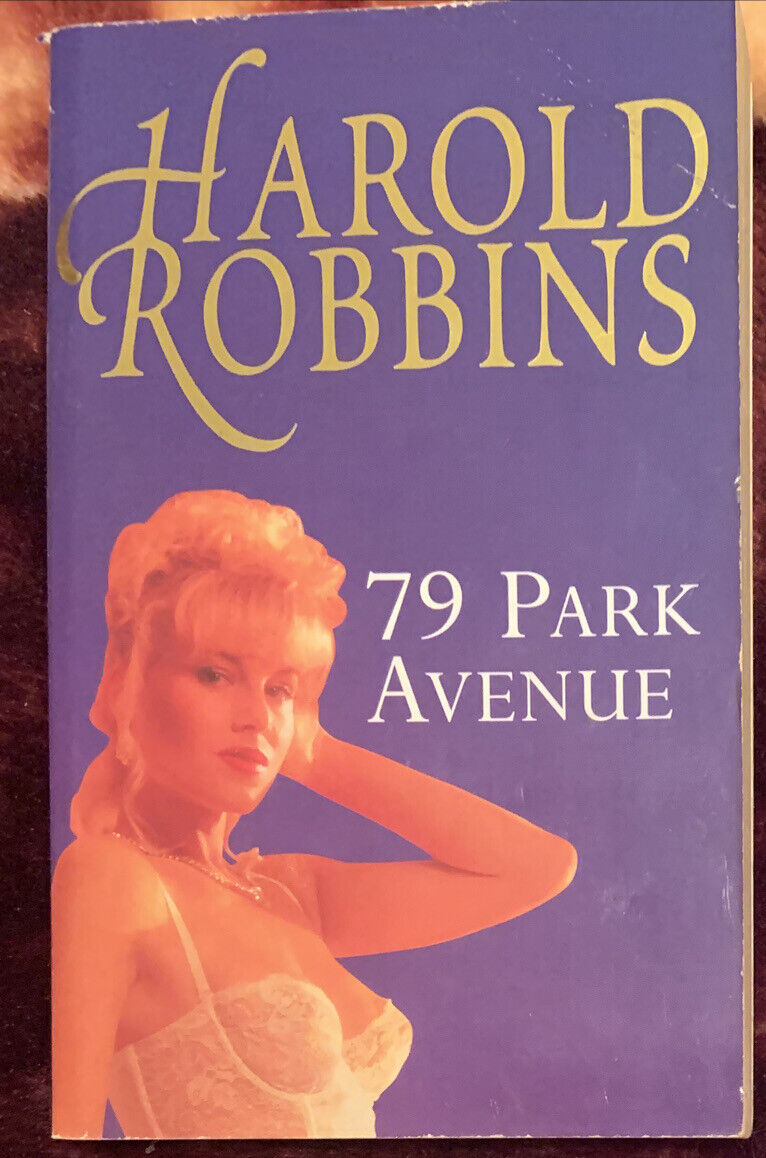 HAROLD
ROBBINS
79 PARK
AVENUE